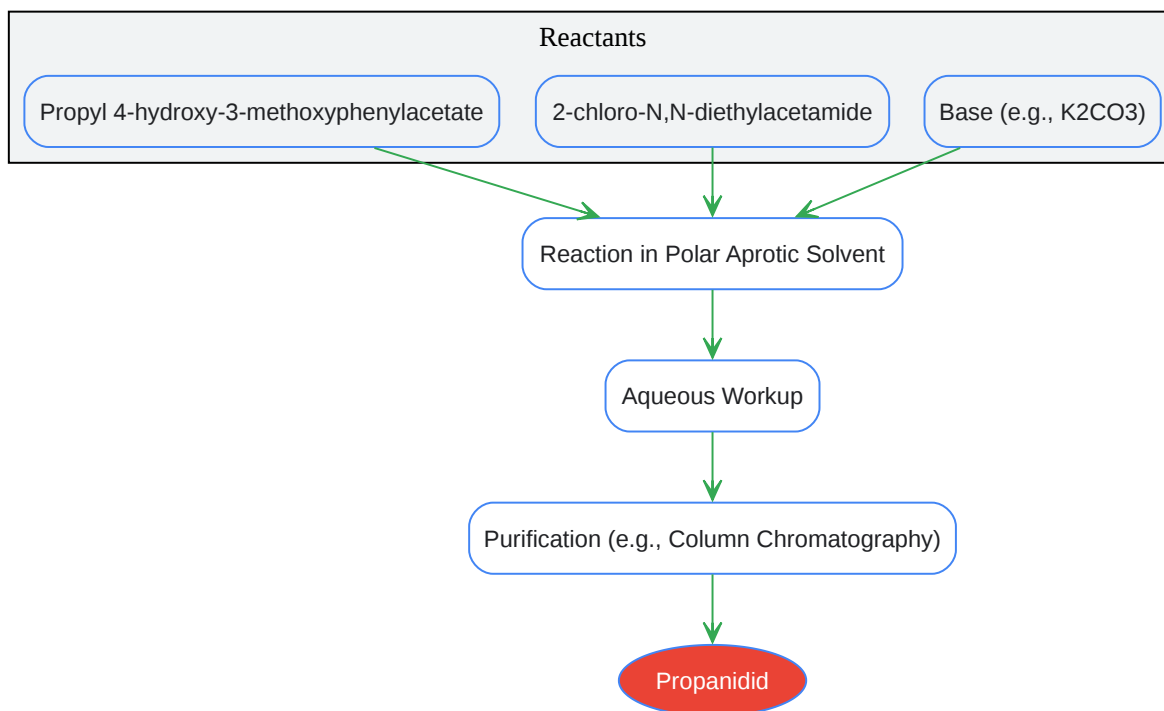 Reactants
Propyl 4-hydroxy-3-methoxyphenylacetate
2-chloro-N,N-diethylacetamide
Base (e.g., K2CO3)
Reaction in Polar Aprotic Solvent
Aqueous Workup
Purification (e.g., Column Chromatography)
Propanidid